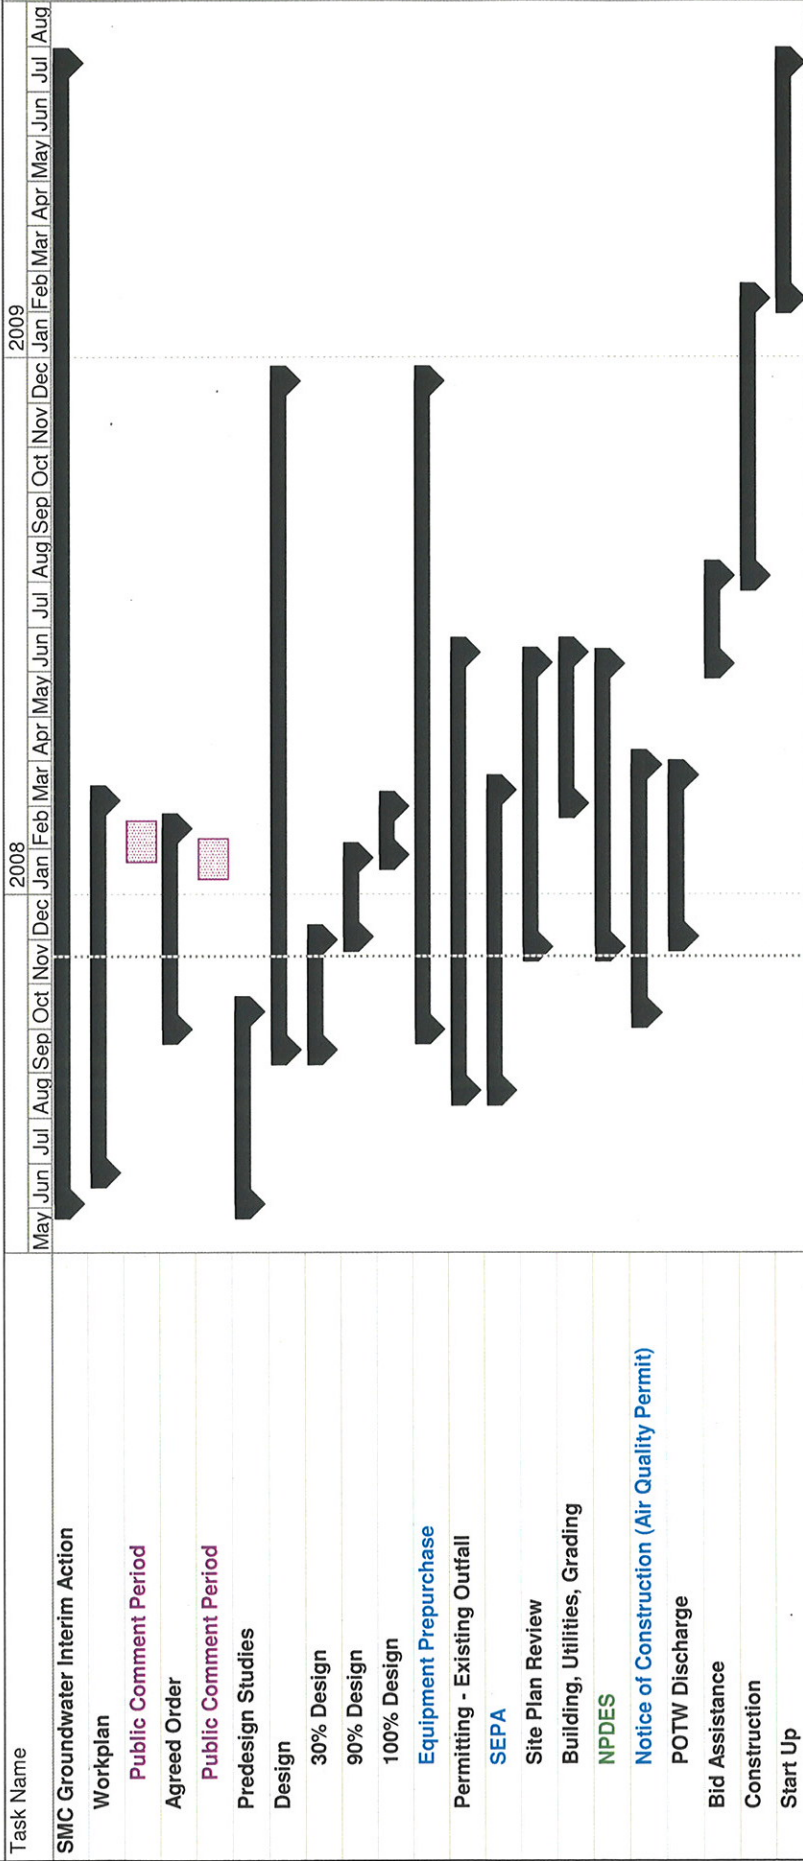 Task Name
2008
2009
May Jun Jul Aug Sep Oct Nov Dec Jan Feb Mar Apr May Jun Jul Aug Sep Oct Nov Dec Jan Feb Mar Apr May Jun Jul Aug
SMC Groundwater Interim Action
Workplan
Public Comment Period
Agreed Order
Public Comment Period
Predesign Studies
Design
30% Design
90% Design
100% Design
Equipment Prepurchase
Permitting - Existing Outfall
SEPA
Site Plan Review
Building, Utilities, Grading
NPDES
Notice of Construction (Air Quality Permit)
POTW Discharge
Bid Assistance
Construction
Start Up